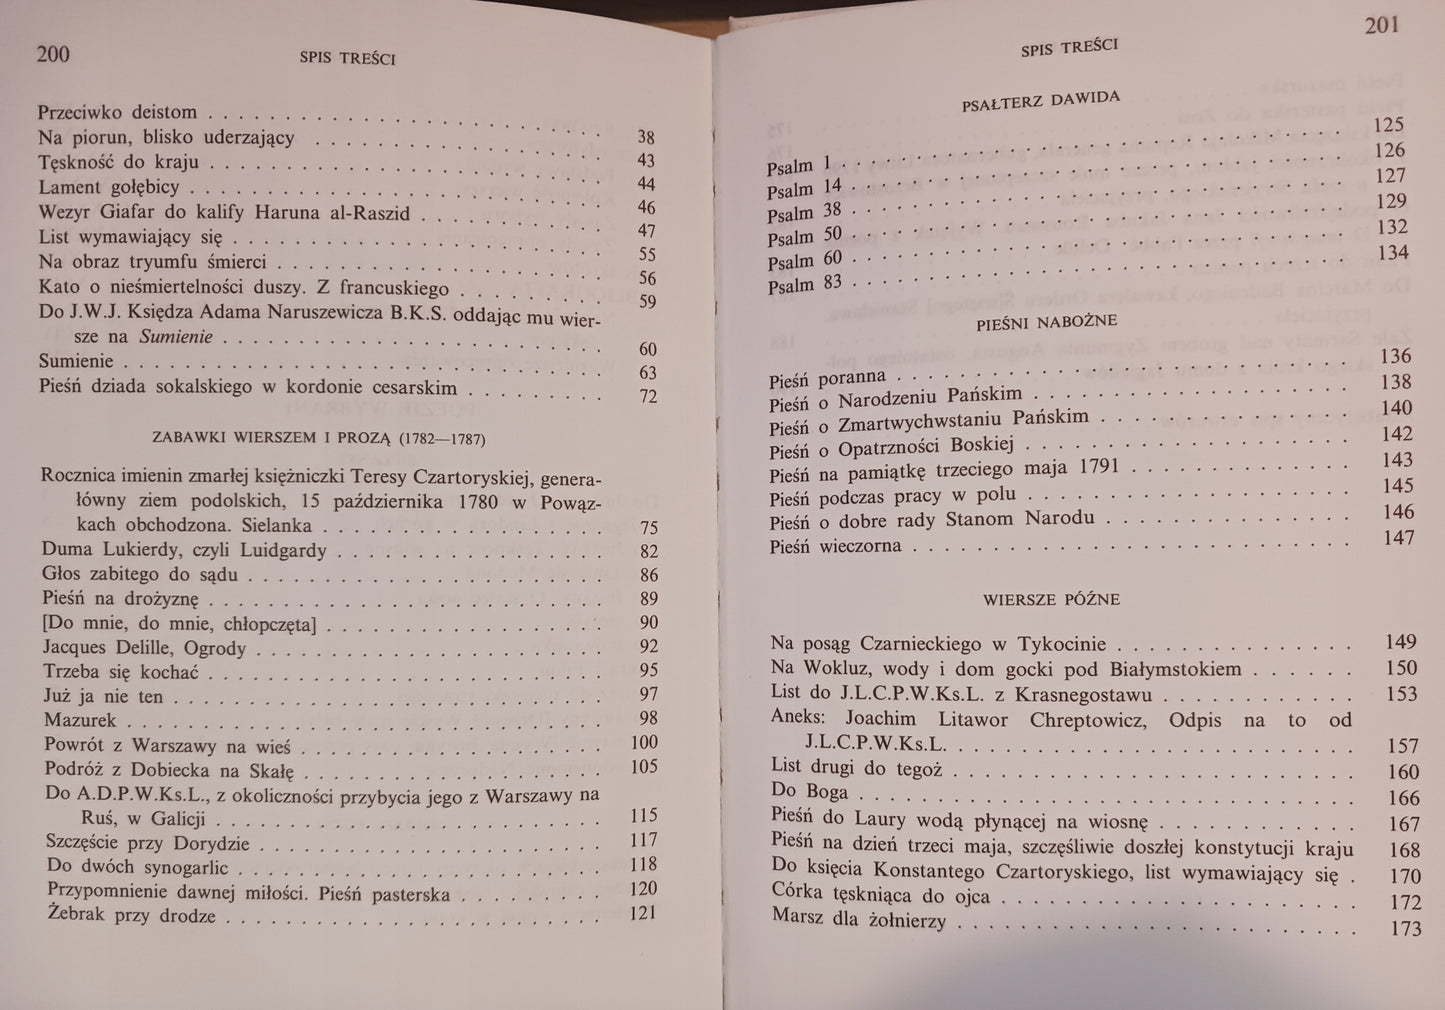 200
SPIS TREŚCI
Przeciwko deistom 38
Na piorun, blisko uderzający 43
Tęskność do kraju 44
Lament gołębicy 46
Wezyr Giafar do kalify Haruna al-Raszid 47
List wymawiający się 55
Na obraz tryumfu śmierci 56
Kato o nieśmiertelności duszy. Z francuskiego 59
Do J.W.J. Księdza Adama Naruszewicza B.K.S. oddając mu wier-
sze na Sumienie 60
Sumienie 63
Pieśń dziada sokalskiego w kordonie cesarskim 72
ZABAWKI WIERSZEM I PROZĄ (1782—1787)
Rocznica imienin zmarłej księżniczki Teresy Czartoryskiej, genera-
łówny ziem podolskich, 15 października 1780 w Powąz-
kach obchodzona. Sielanka 75
Duma Lukierdy, czyli Luidgardy 82
Głos zabitego do sądu 86
Pieśń na drożyznę 89
[Do mnie, do mnie, chłopczęta] 90
Jacques Delille, Ogrody 92
Trzeba się kochać 95
Już ja nie ten 97
Mazurek 98
Powrót z Warszawy na wieś 100
Podróż z Dobiecka na Skałę 105
Do A.D.P.W.Ks.L., z okoliczności przybycia jego z Warszawy na
Ruś, w Galicji 115
Szczęście przy Dorydzie 117
Do dwóch synogarlic 118
Przypomnienie dawnej miłości. Pieśń pasterska 120
Żebrak przy drodze 121
201
SPIS TREŚCI
PSAŁTERZ DAWIDA
Psalm 1 125
Psalm 14 126
Psalm 38 127
Psalm 50 129
Psalm 60 132
Psalm 83 134
PIEŚNI NABOŻNE
Pieśń poranna 136
Pieśń o Narodzeniu Pańskim 138
Pieśń o Zmartwychwstaniu Pańskim 140
Pieśń o Opatrzności Boskiej 142
Pieśń na pamiątkę trzeciego maja 1791 143
Pieśń podczas pracy w polu 145
Pieśń o dobre rady Stanom Narodu 146
Pieśń wieczorna 147
WIERSZE PÓŹNE
Na posąg Czarnieckiego w Tykocinie 149
Na Wokluz, wody i dom gocki pod Białymstokiem 150
List do J.L.C.P.W.Ks.L. z Krasnegostawu 153
Aneks: Joachim Litawor Chreptowicz, Odpis na to od
J.L.C.P.W.Ks.L. 157
List drugi do tegoż 160
Do Boga 166
Pieśń do Laury wodą płynącej na wiosnę 167
Pieśń na dzień trzeci maja, szczęśliwie doszłej konstytucji kraju 168
Do księcia Konstantego Czartoryskiego, list wymawiający się 170
Córka tęskniąca do ojca 172
Marsz dla żołnierzy 173